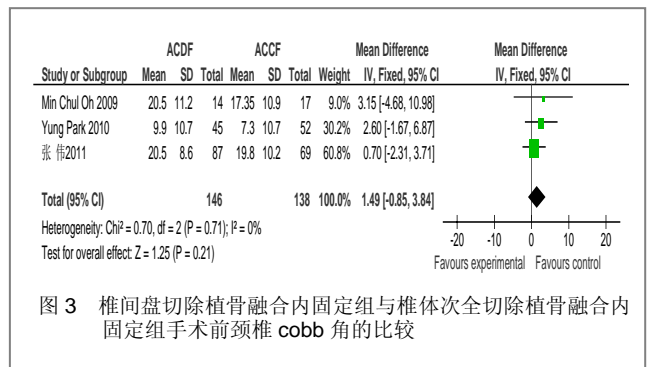 ACDF ACCF Mean Difference Mean Difference
Study or Subgroup Mean SD Total Mean SD Total Weight IV, Fixed, 95% CI IV, Fixed, 95% CI
Min Chul Oh 2009 20.5 11.2 14 17.35 10.9 17 9.0% 3.15 [-4.68, 10.98]
Yung Park 2010 9.9 10.7 45 7.3 10.7 52 30.2% 2.60 [-1.67, 6.87]
张 伟2011 20.5 8.6 87 19.8 10.2 69 60.8% 0.70 [-2.31, 3.71]
Total (95% CI) 146 138 100.0% 1.49 [-0.85, 3.84]
Heterogeneity: Chi² = 0.70, df = 2 (P = 0.71); I² = 0%
Test for overall effect: Z = 1.25 (P = 0.21)
-20 -10 0 10 20
Favours experimental Favours control
图 3 椎间盘切除植骨融合内固定组与椎体次全切除植骨融合内
固定组手术前颈椎 cobb 角的比较